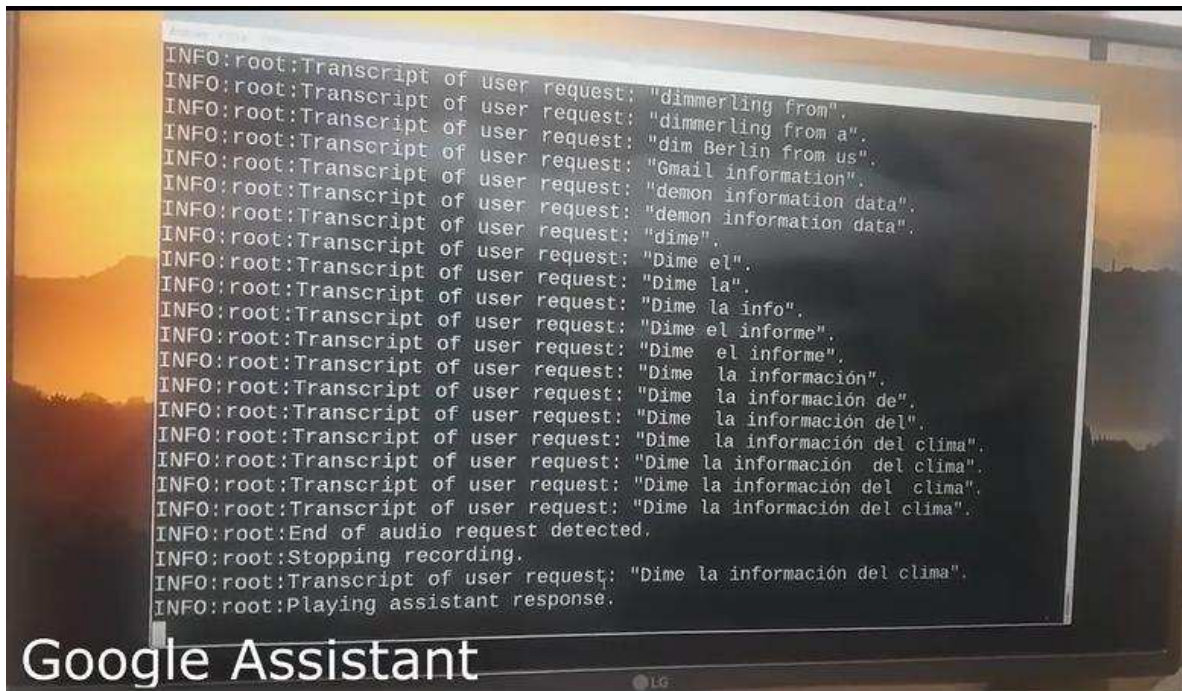 INFO:root:Transcript of user request: "dimmerling from".
INFO:root:Transcript of user request: "dimmerling from a".
INFO:root:Transcript of user request: "dim Berlin from us".
INFO:root:Transcript of user request: "Gmail information".
INFO:root:Transcript of user request: "demon information data".
INFO:root:Transcript of user request: "demon information data".
INFO:root:Transcript of user request: "dime".
INFO:root:Transcript of user request: "Dime el".
INFO:root:Transcript of user request: "Dime la".
INFO:root:Transcript of user request: "Dime la info".
INFO:root:Transcript of user request: "Dime el informe".
INFO:root:Transcript of user request: "Dime  el informe".
INFO:root:Transcript of user request: "Dime  la información".
INFO:root:Transcript of user request: "Dime  la información de".
INFO:root:Transcript of user request: "Dime  la información del".
INFO:root:Transcript of user request: "Dime  la información del clima".
INFO:root:Transcript of user request: "Dime la información  del clima".
INFO:root:Transcript of user request: "Dime la información del  clima".
INFO:root:Transcript of user request: "Dime la información del clima".
INFO:root:End of audio request detected.
INFO:root:Stopping recording.
INFO:root:Transcript of user request: "Dime la información del clima".
INFO:root:Playing assistant response.
Google Assistant
LG